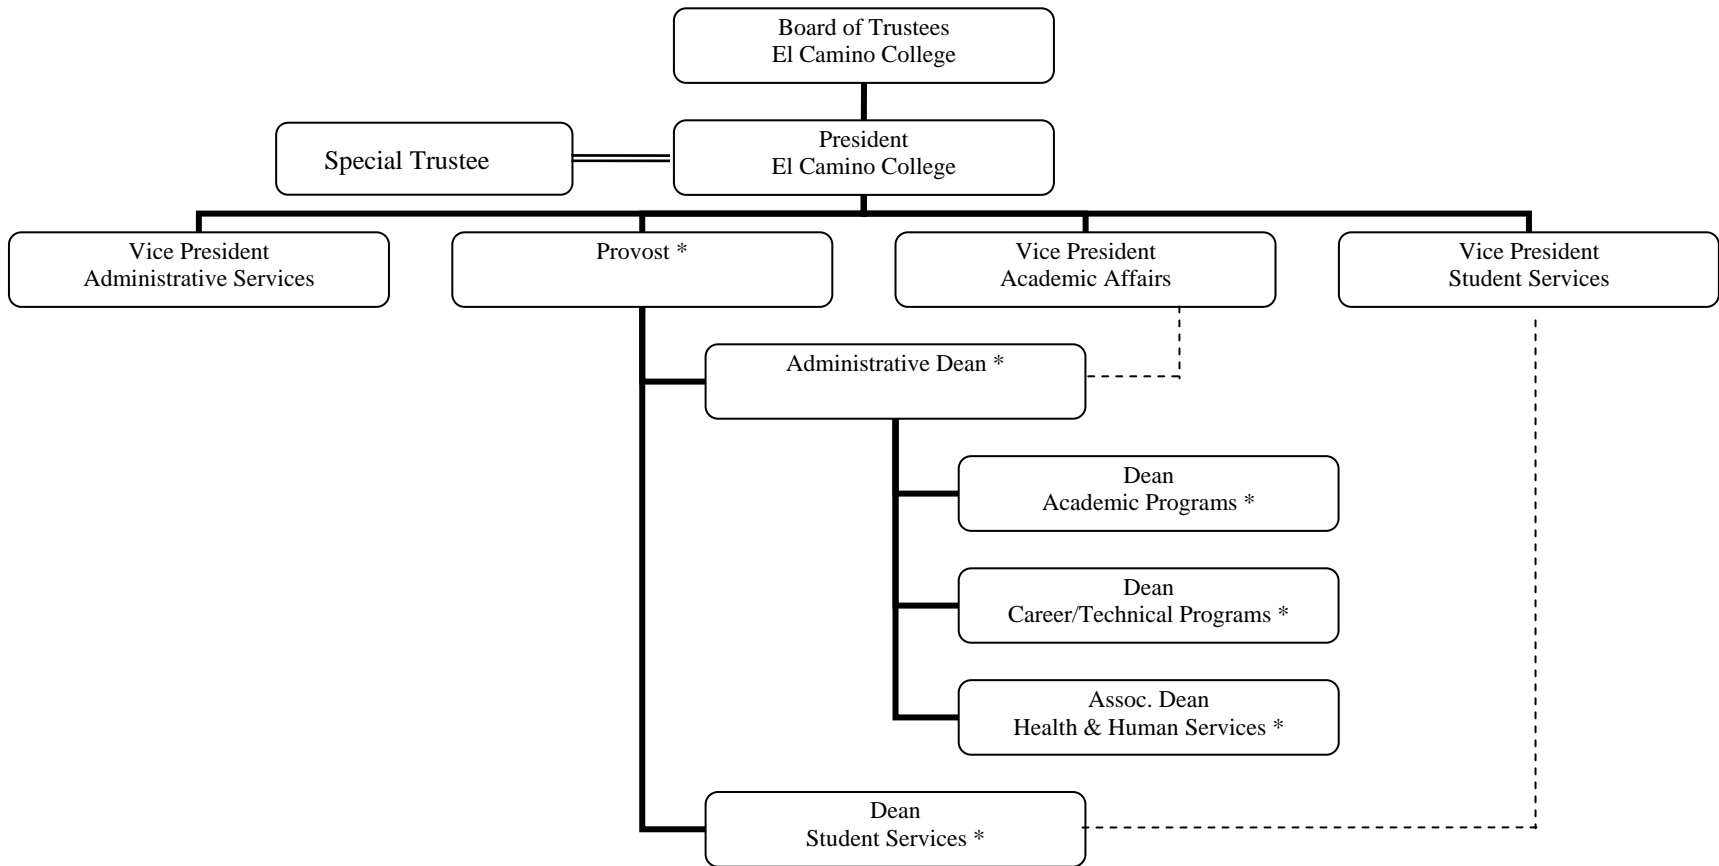 Board of Trustees
El Camino College
Special Trustee
President
El Camino College
Vice President
Administrative Services
Provost *
Vice President
Academic Affairs
Vice President
Student Services
Administrative Dean *
Dean
Academic Programs *
Dean
Career/Technical Programs *
Assoc. Dean
Health & Human Services *
Dean
Student Services *